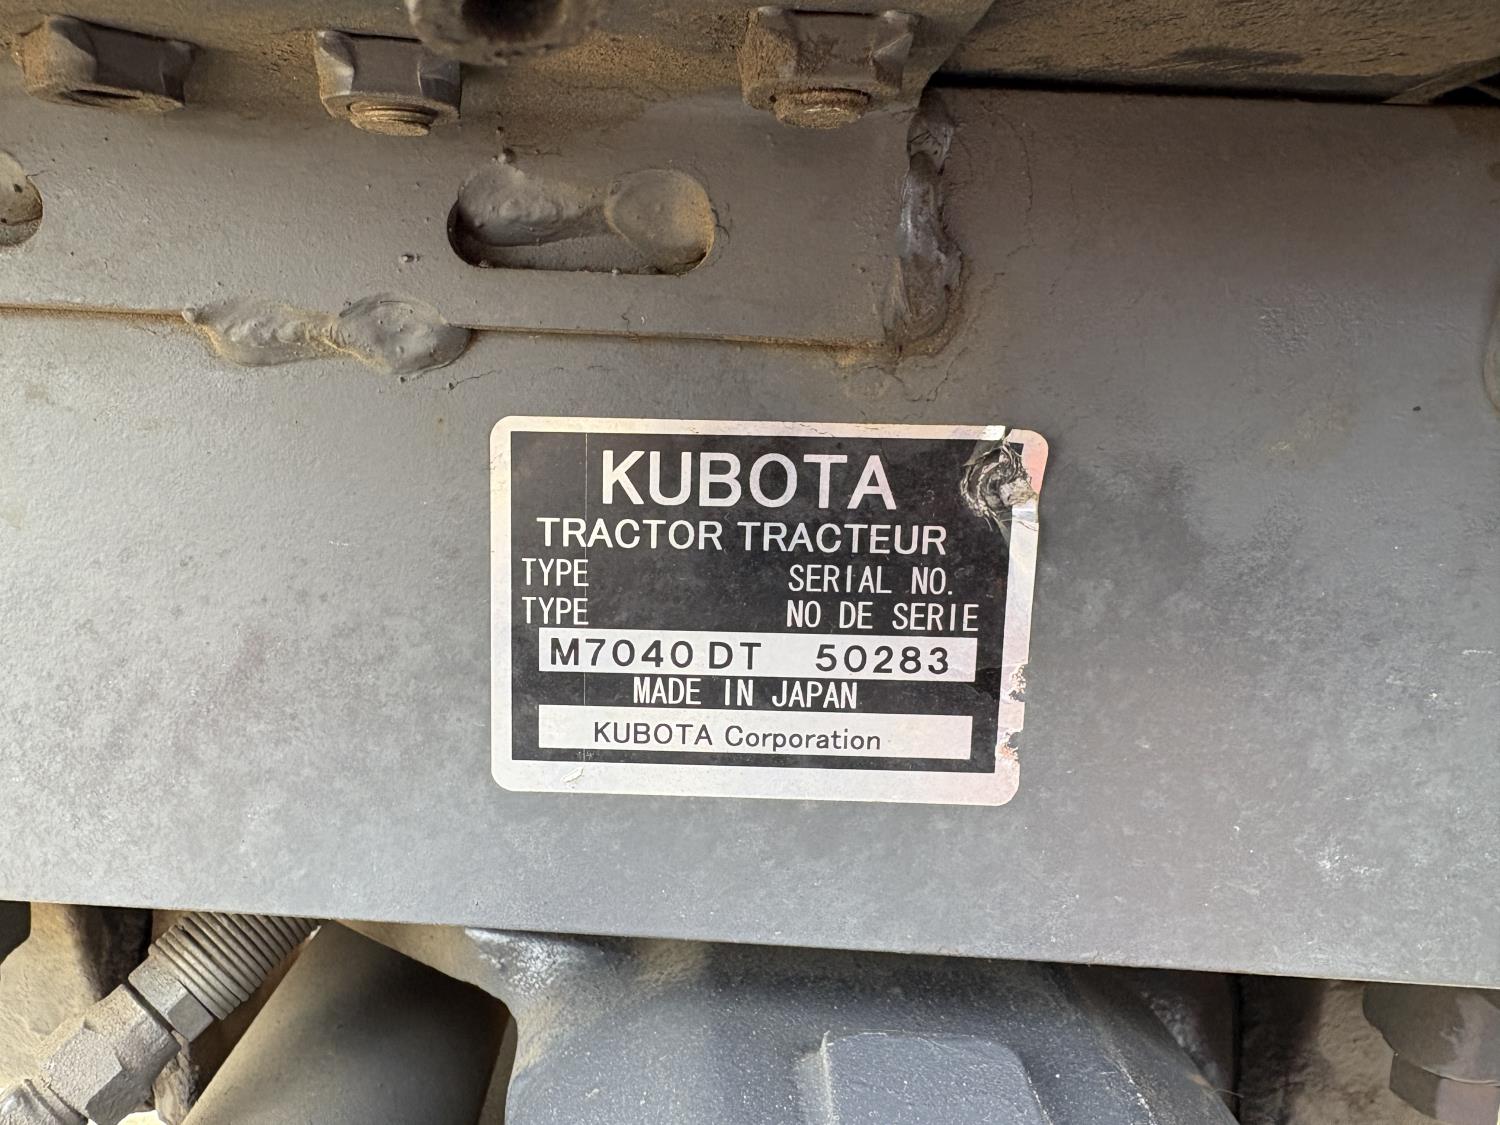 KUBOTA
TRACTOR TRACTEUR
TYPE SERIAL NO.
TYPE NO DE SERIE
M7040 DT 50283
MADE IN JAPAN
KUBOTA Corporation